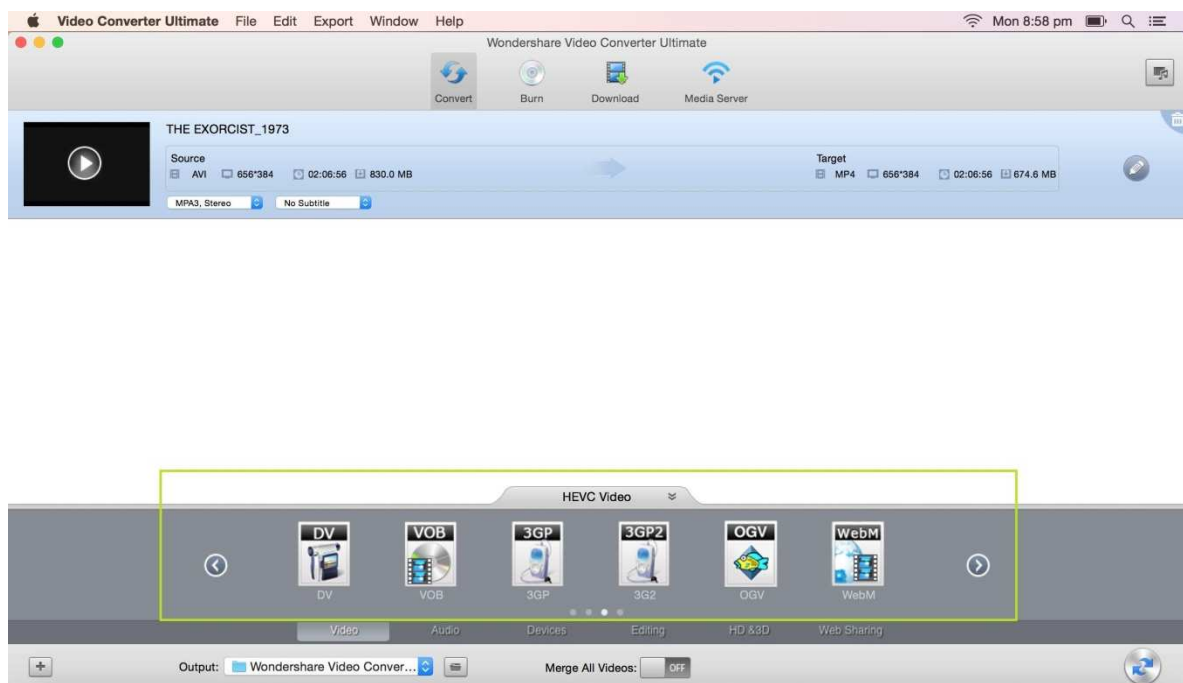 Video Converter Ultimate File Edit Export Window Help Mon 8:58 pm
Wondershare Video Converter Ultimate
Convert Burn Download Media Server
THE EXORCIST_1973
Source Target
AVI 656*384 02:06:56 830.0 MB MP4 656*384 02:06:56 674.6 MB
MPA3, Stereo No Subtitle
HEVC Video
DV VOB 3GP 3GP2 OGV WebM
DV VOB 3GP 3G2 OGV WebM
Video Audio Devices Editing HD &3D Web Sharing
Output: Wondershare Video Conver... Merge All Videos: OFF